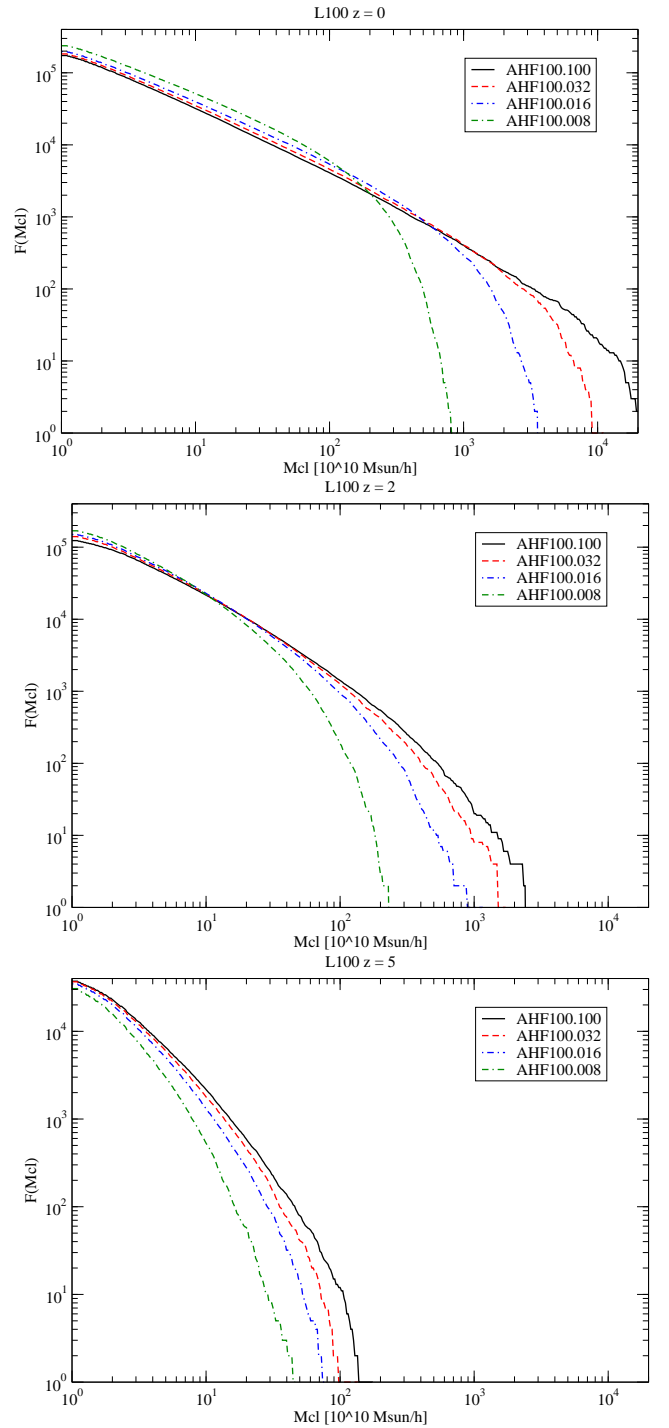 L100 z = 0
AHF100.100
AHF100.032
AHF100.016
AHF100.008
F(Mcl)
10^5
10^4
10^3
10^2
10^1
10^0
10^0 10^1 10^2 10^3 10^4
Mcl [10^10 Msun/h]
L100 z = 2
AHF100.100
AHF100.032
AHF100.016
AHF100.008
F(Mcl)
10^5
10^4
10^3
10^2
10^1
10^0
10^0 10^1 10^2 10^3 10^4
Mcl [10^10 Msun/h]
L100 z = 5
AHF100.100
AHF100.032
AHF100.016
AHF100.008
F(Mcl)
10^4
10^3
10^2
10^1
10^0
10^0 10^1 10^2 10^3 10^4
Mcl [10^10 Msun/h]